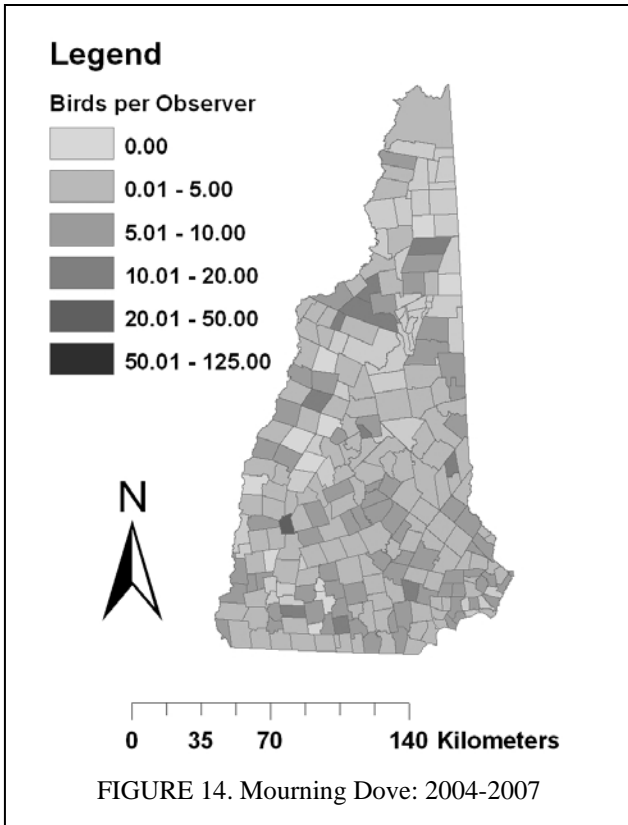 Legend
Birds per Observer
0.00
0.01 - 5.00
5.01 - 10.00
10.01 - 20.00
20.01 - 50.00
50.01 - 125.00
N
0 35 70 140 Kilometers
FIGURE 14. Mourning Dove: 2004-2007